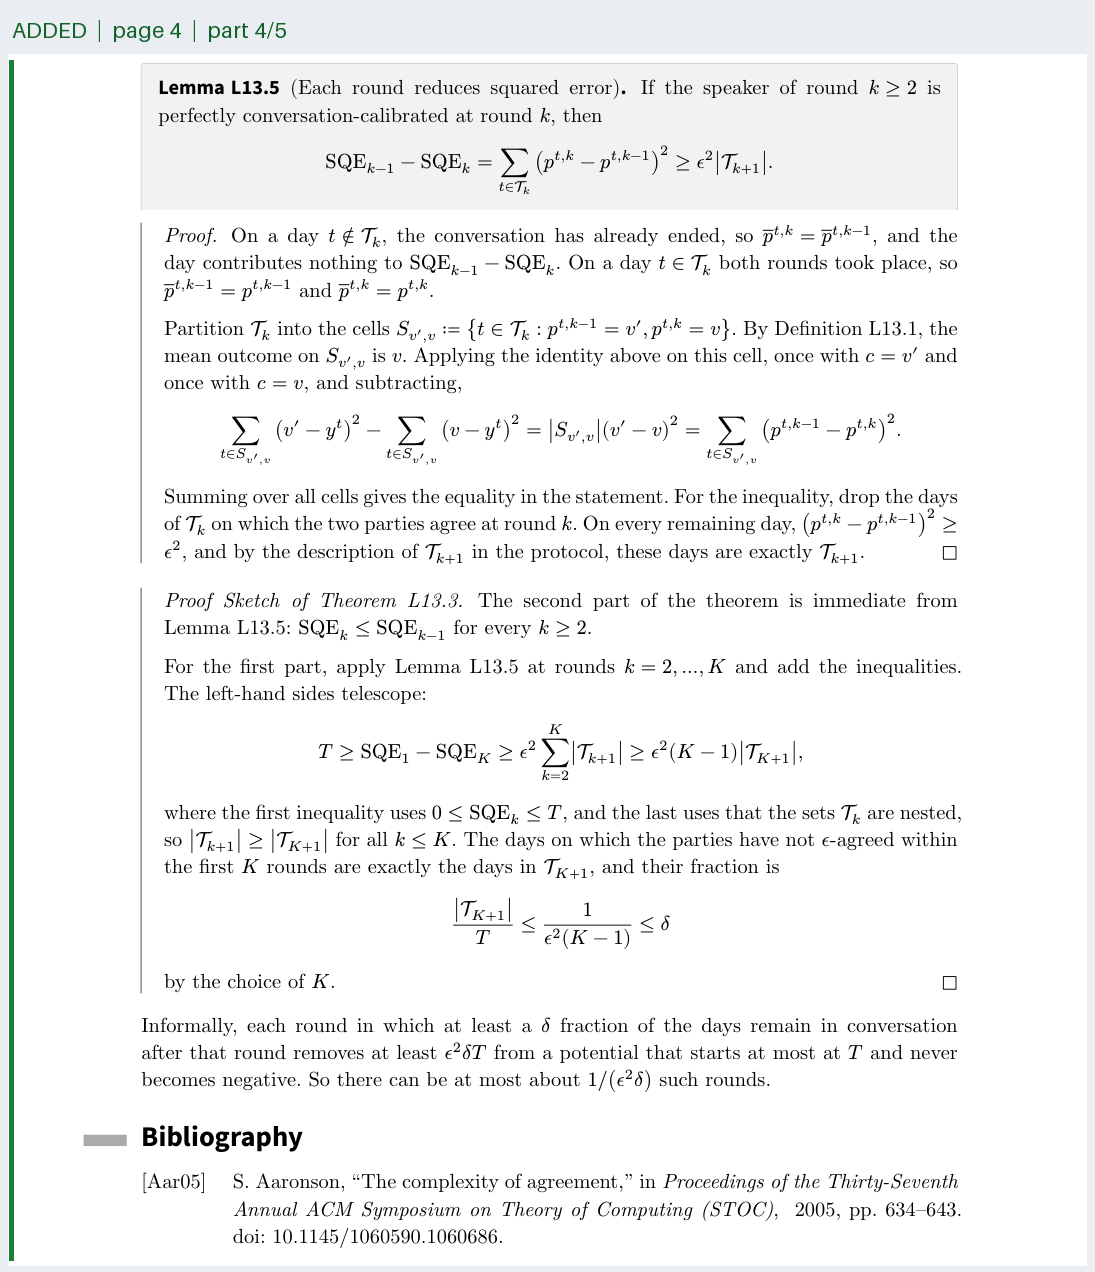 ADDED | page 4 | part 4/5
Lemma L13.5 (Each round reduces squared error). If the speaker of round k ≥ 2 is
perfectly conversation-calibrated at round k, then
SQE_{k−1} − SQE_k = ∑_{t∈𝒯_k} (p^{t,k} − p^{t,k−1})^2 ≥ ϵ^2|𝒯_{k+1}|.
Proof. On a day t ∉ 𝒯_k, the conversation has already ended, so p̅^{t,k} = p̅^{t,k−1}, and the
day contributes nothing to SQE_{k−1} − SQE_k. On a day t ∈ 𝒯_k both rounds took place, so
p̅^{t,k−1} = p^{t,k−1} and p̅^{t,k} = p^{t,k}.
Partition 𝒯_k into the cells S_{v′,v} ≔ {t ∈ 𝒯_k : p^{t,k−1} = v′, p^{t,k} = v}. By Definition L13.1, the
mean outcome on S_{v′,v} is v. Applying the identity above on this cell, once with c = v′ and
once with c = v, and subtracting,
∑_{t∈S_{v′,v}} (v′ − y^t)^2 − ∑_{t∈S_{v′,v}} (v − y^t)^2 = |S_{v′,v}|(v′ − v)^2 = ∑_{t∈S_{v′,v}} (p^{t,k−1} − p^{t,k})^2.
Summing over all cells gives the equality in the statement. For the inequality, drop the days
of 𝒯_k on which the two parties agree at round k. On every remaining day, (p^{t,k} − p^{t,k−1})^2 ≥
ϵ^2, and by the description of 𝒯_{k+1} in the protocol, these days are exactly 𝒯_{k+1}. □
Proof Sketch of Theorem L13.3. The second part of the theorem is immediate from
Lemma L13.5: SQE_k ≤ SQE_{k−1} for every k ≥ 2.
For the first part, apply Lemma L13.5 at rounds k = 2, ..., K and add the inequalities.
The left-hand sides telescope:
T ≥ SQE_1 − SQE_K ≥ ϵ^2 ∑_{k=2}^{K} |𝒯_{k+1}| ≥ ϵ^2(K − 1)|𝒯_{K+1}|,
where the first inequality uses 0 ≤ SQE_k ≤ T, and the last uses that the sets 𝒯_k are nested,
so |𝒯_{k+1}| ≥ |𝒯_{K+1}| for all k ≤ K. The days on which the parties have not ϵ-agreed within
the first K rounds are exactly the days in 𝒯_{K+1}, and their fraction is
|𝒯_{K+1}| / T ≤ 1 / ϵ^2(K − 1) ≤ δ
by the choice of K. □
Informally, each round in which at least a δ fraction of the days remain in conversation
after that round removes at least ϵ^2δT from a potential that starts at most at T and never
becomes negative. So there can be at most about 1/(ϵ^2δ) such rounds.
Bibliography
[Aar05] S. Aaronson, “The complexity of agreement,” in Proceedings of the Thirty-Seventh
Annual ACM Symposium on Theory of Computing (STOC), 2005, pp. 634–643.
doi: 10.1145/1060590.1060686.